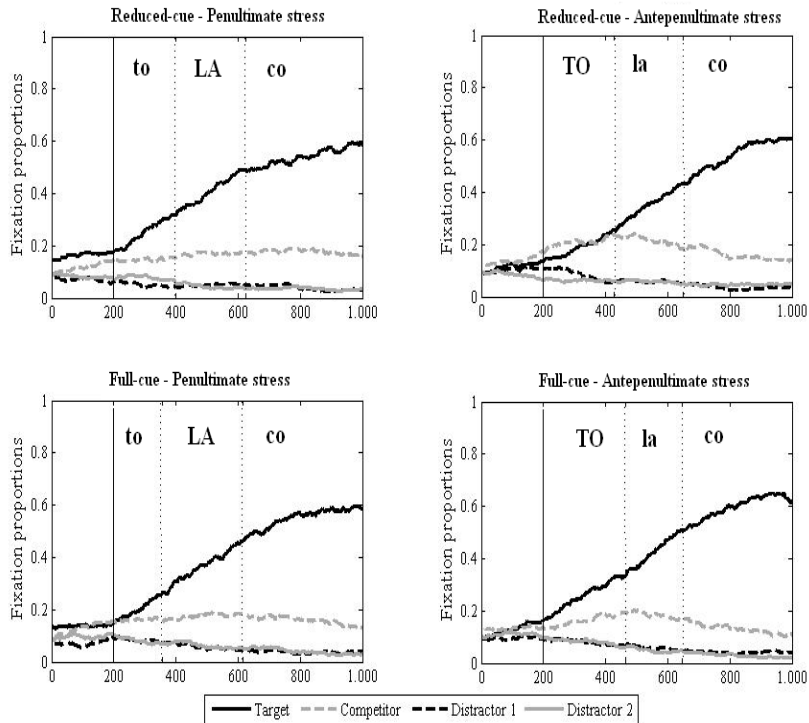 Reduced-cue - Penultimate stress
1
to LA co
0.8
0.6
0.4
0.2
0
Fixation proportions
0 200 400 600 800 1.000
Reduced-cue - Antepenultimate stress
1
TO la co
0.8
0.6
0.4
0.2
0
Fixation proportions
0 200 400 600 800 1.000
Full-cue - Penultimate stress
1
to LA co
0.8
0.6
0.4
0.2
0
Fixation proportions
0 200 400 600 800 1.000
Full-cue - Antepenultimate stress
1
TO la co
0.8
0.6
0.4
0.2
0
Fixation proportions
0 200 400 600 800 1.000
Target Competitor Distractor 1 Distractor 2